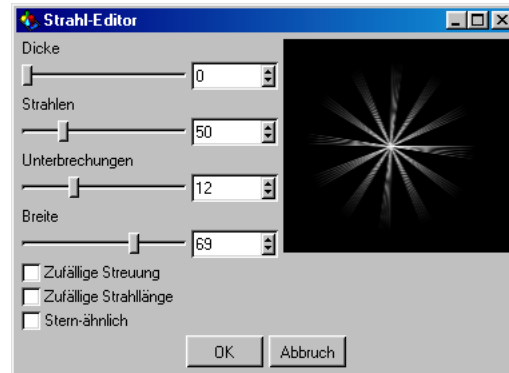 Strahl-Editor
Dicke
0
Strahlen
50
Unterbrechungen
12
Breite
69
Zufällige Streuung
Zufällige Strahllänge
Stern-ähnlich
OK Abbruch